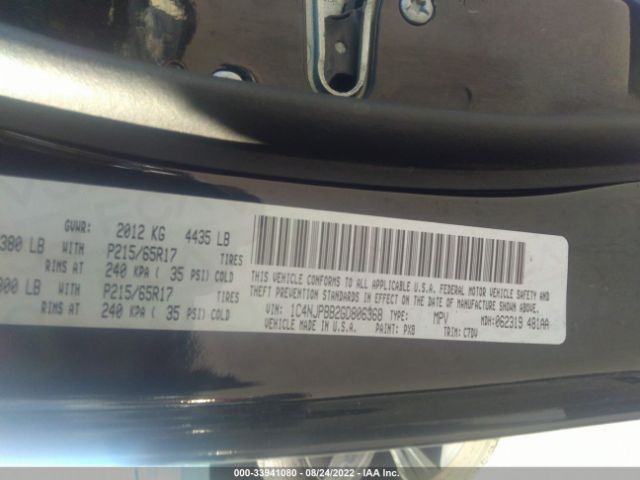 GVWR: 2012 KG 4435 LB
380 LB WITH P215/65R17 TIRES
RIMS AT 240 KPA ( 35 PSI) COLD
000 LB WITH P215/65R17 TIRES
RIMS AT 240 KPA ( 35 PSI) COLD
THIS VEHICLE CONFORMS TO ALL APPLICABLE U.S.A. FEDERAL MOTOR VEHICLE SAFETY AND
THEFT PREVENTION STANDARDS IN EFFECT ON THE DATE OF MANUFACTURE SHOWN ABOVE.
VIN: 1C4NJPBB2GD806368 TYPE: MPV MDH: 062319 481AA
VEHICLE MADE IN U.S.A. PAINT: PX8 TRIM: CTDV
000-33941080 - 08/24/2022 - IAA Inc.